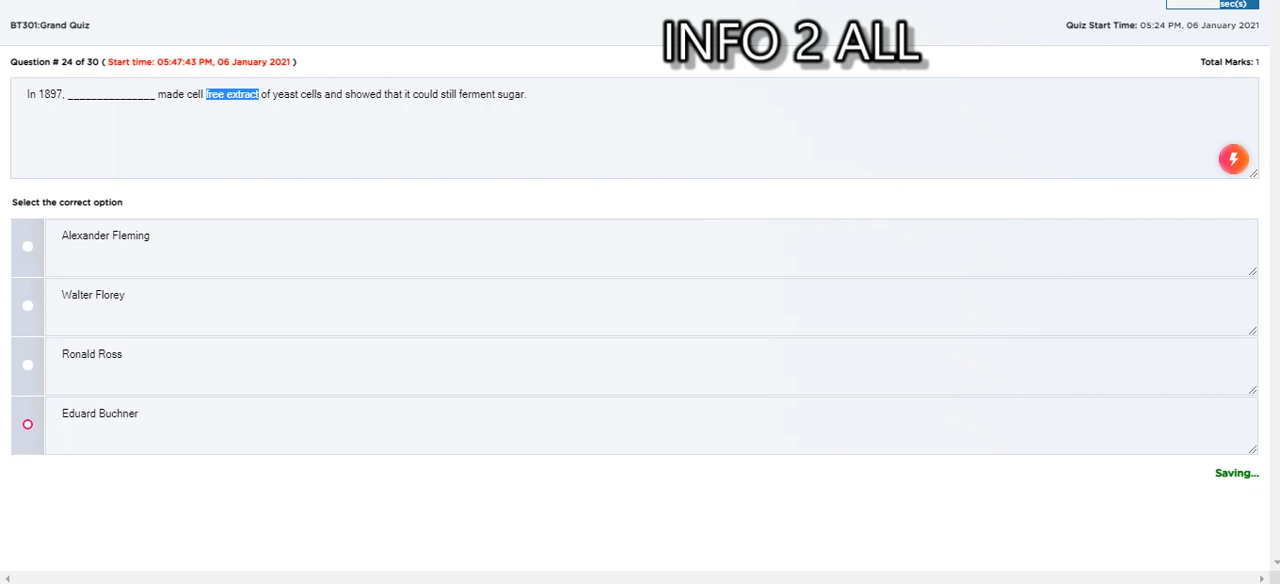 sec(s)
BT301:Grand Quiz
INFO 2 ALL
Quiz Start Time: 05:24 PM, 06 January 2021
Question # 24 of 30 ( Start time: 05:47:43 PM, 06 January 2021 )
Total Marks: 1
In 1897, _______________ made cell free extract of yeast cells and showed that it could still ferment sugar.
Select the correct option
Alexander Fleming
Walter Florey
Ronald Ross
Eduard Buchner
Saving...